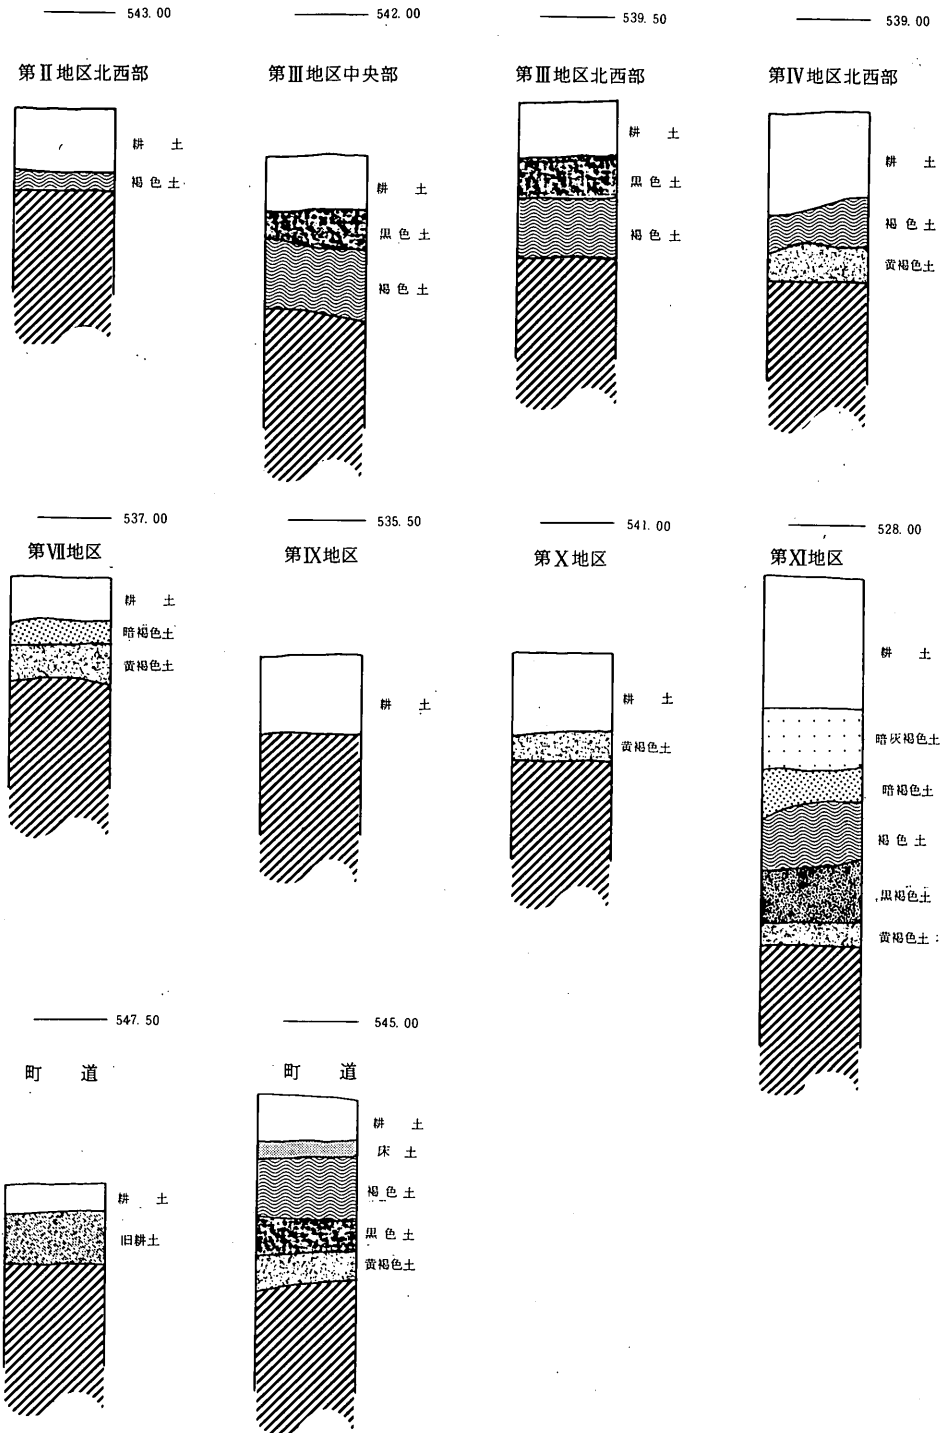 543.00
第Ⅱ地区北西部
耕 土
褐色土
542.00
第Ⅲ地区中央部
耕 土
黒色土
褐色土
539.50
第Ⅲ地区北西部
耕 土
黒色土
褐色土
539.00
第Ⅳ地区北西部
耕 土
褐色土
黄褐色土
537.00
第Ⅶ地区
耕 土
暗褐色土
黄褐色土
535.50
第Ⅸ地区
耕 土
541.00
第Ⅹ地区
耕 土
黄褐色土
528.00
第Ⅺ地区
耕 土
暗灰褐色土
暗褐色土
褐色土
黒褐色土
黄褐色土
547.50
町 道
耕 土
旧耕土
545.00
町 道
耕 土
床 土
褐色土
黒色土
黄褐色土